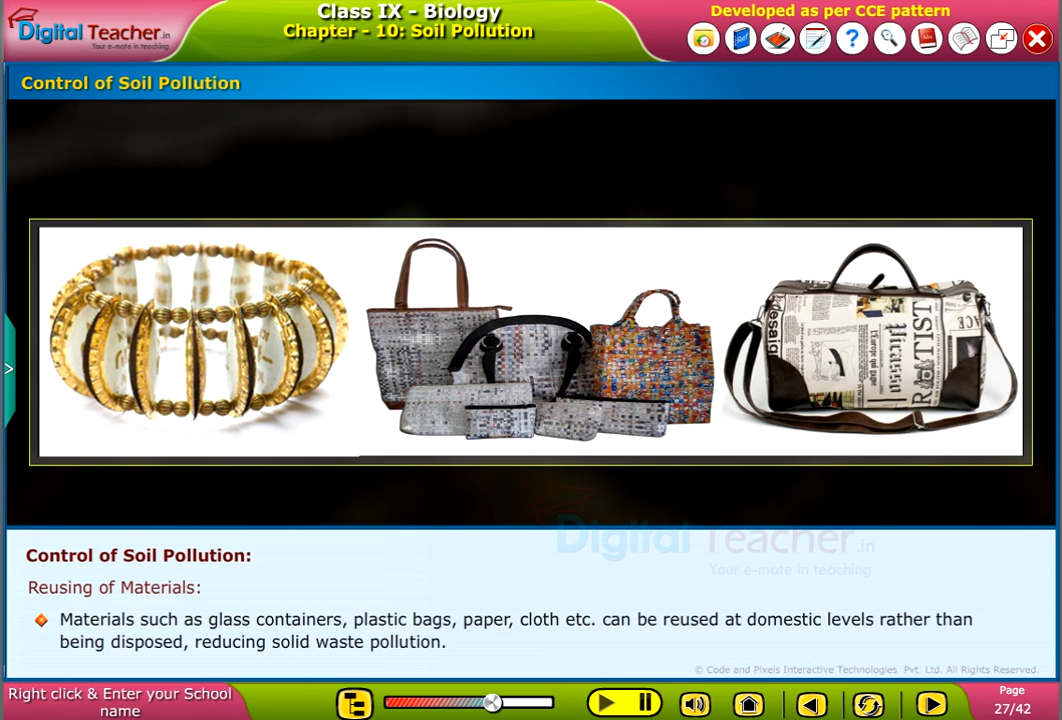 Digital Teacher.in
Your e-mate in teaching
Class IX - Biology
Chapter - 10: Soil Pollution
Developed as per CCE pattern
Control of Soil Pollution
ARTIST
Digital Teacher.in
Your e-mate in teaching
Control of Soil Pollution:
Reusing of Materials:
Materials such as glass containers, plastic bags, paper, cloth etc. can be reused at domestic levels rather than
being disposed, reducing solid waste pollution.
© Code and Pixels Interactive Technologies Pvt. Ltd. All Rights Reserved.
Right click & Enter your School
name
Page
27/42